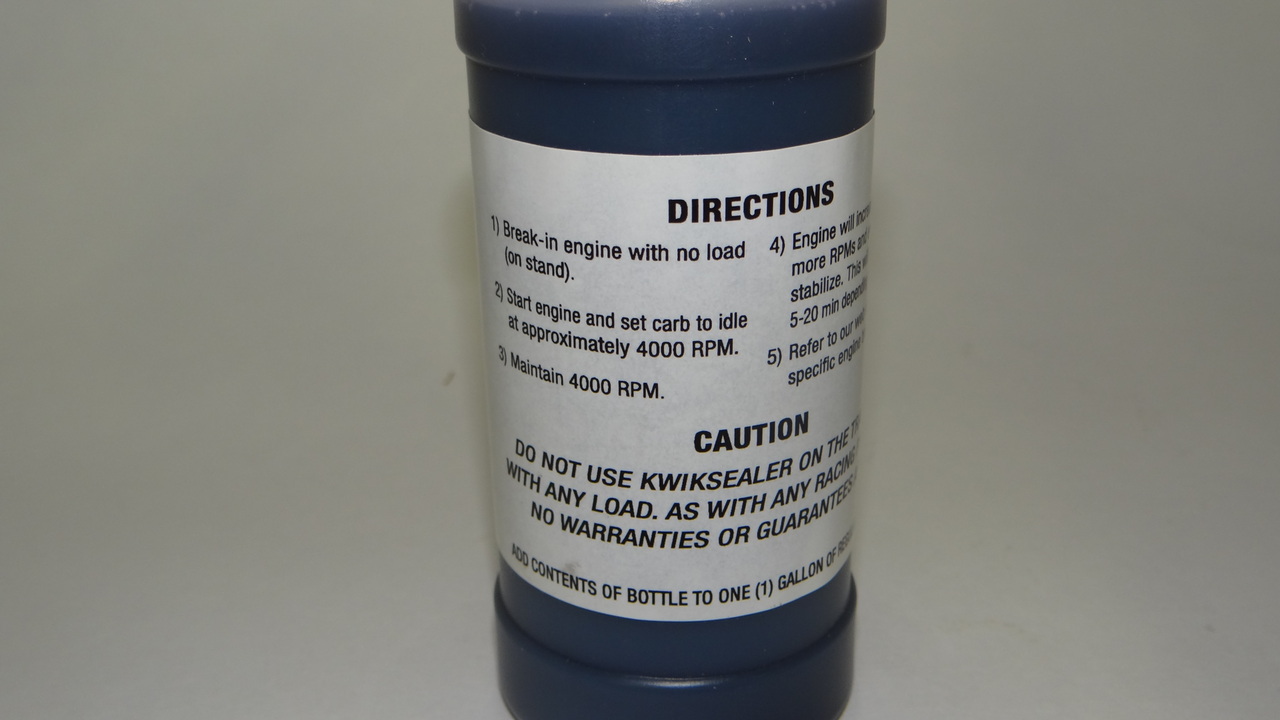 DIRECTIONS
1) Break-in engine with no load
(on stand).
2) Start engine and set carb to idle
at approximately 4000 RPM.
3) Maintain 4000 RPM.
4) Engine will
more RPMs
stabilize. This
5-20 min
5) Refer to our
specific
CAUTION
DO NOT USE KWIKSEALER ON THE
WITH ANY LOAD. AS WITH ANY RACING
NO WARRANTIES OR GUARANTEES
ADD CONTENTS OF BOTTLE TO ONE (1) GALLON OF